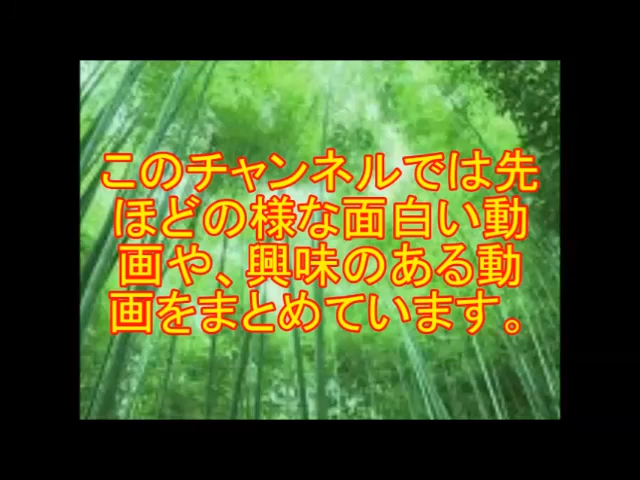 このチャンネルでは先
ほどの様な面白い動
画や、興味のある動
画をまとめています。